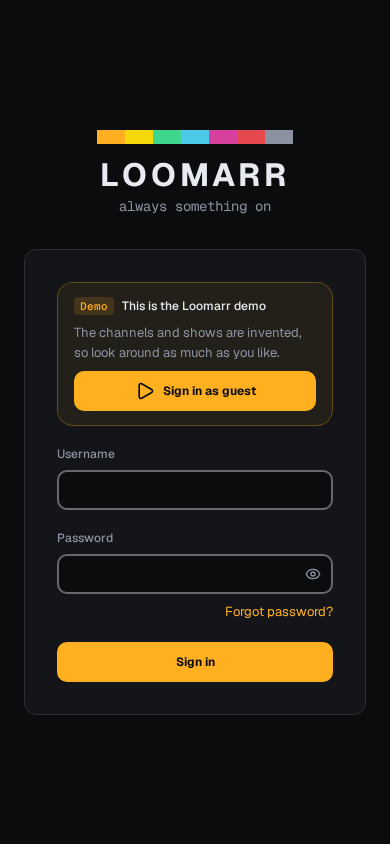 LOOMARR
always something on
Demo This is the Loomarr demo
The channels and shows are invented,
so look around as much as you like.
Sign in as guest
Username
Password
Forgot password?
Sign in